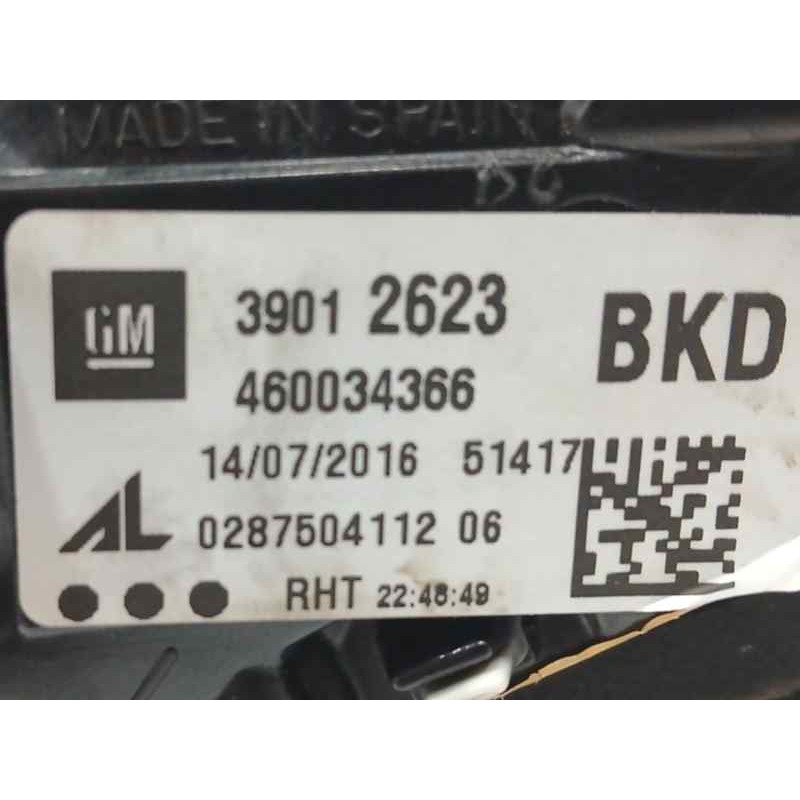 MADE IN SPAIN
GM 3901 2623 BKD
460034366
14/07/2016 51417
AL 0287504112 06
RHT 22:48:49